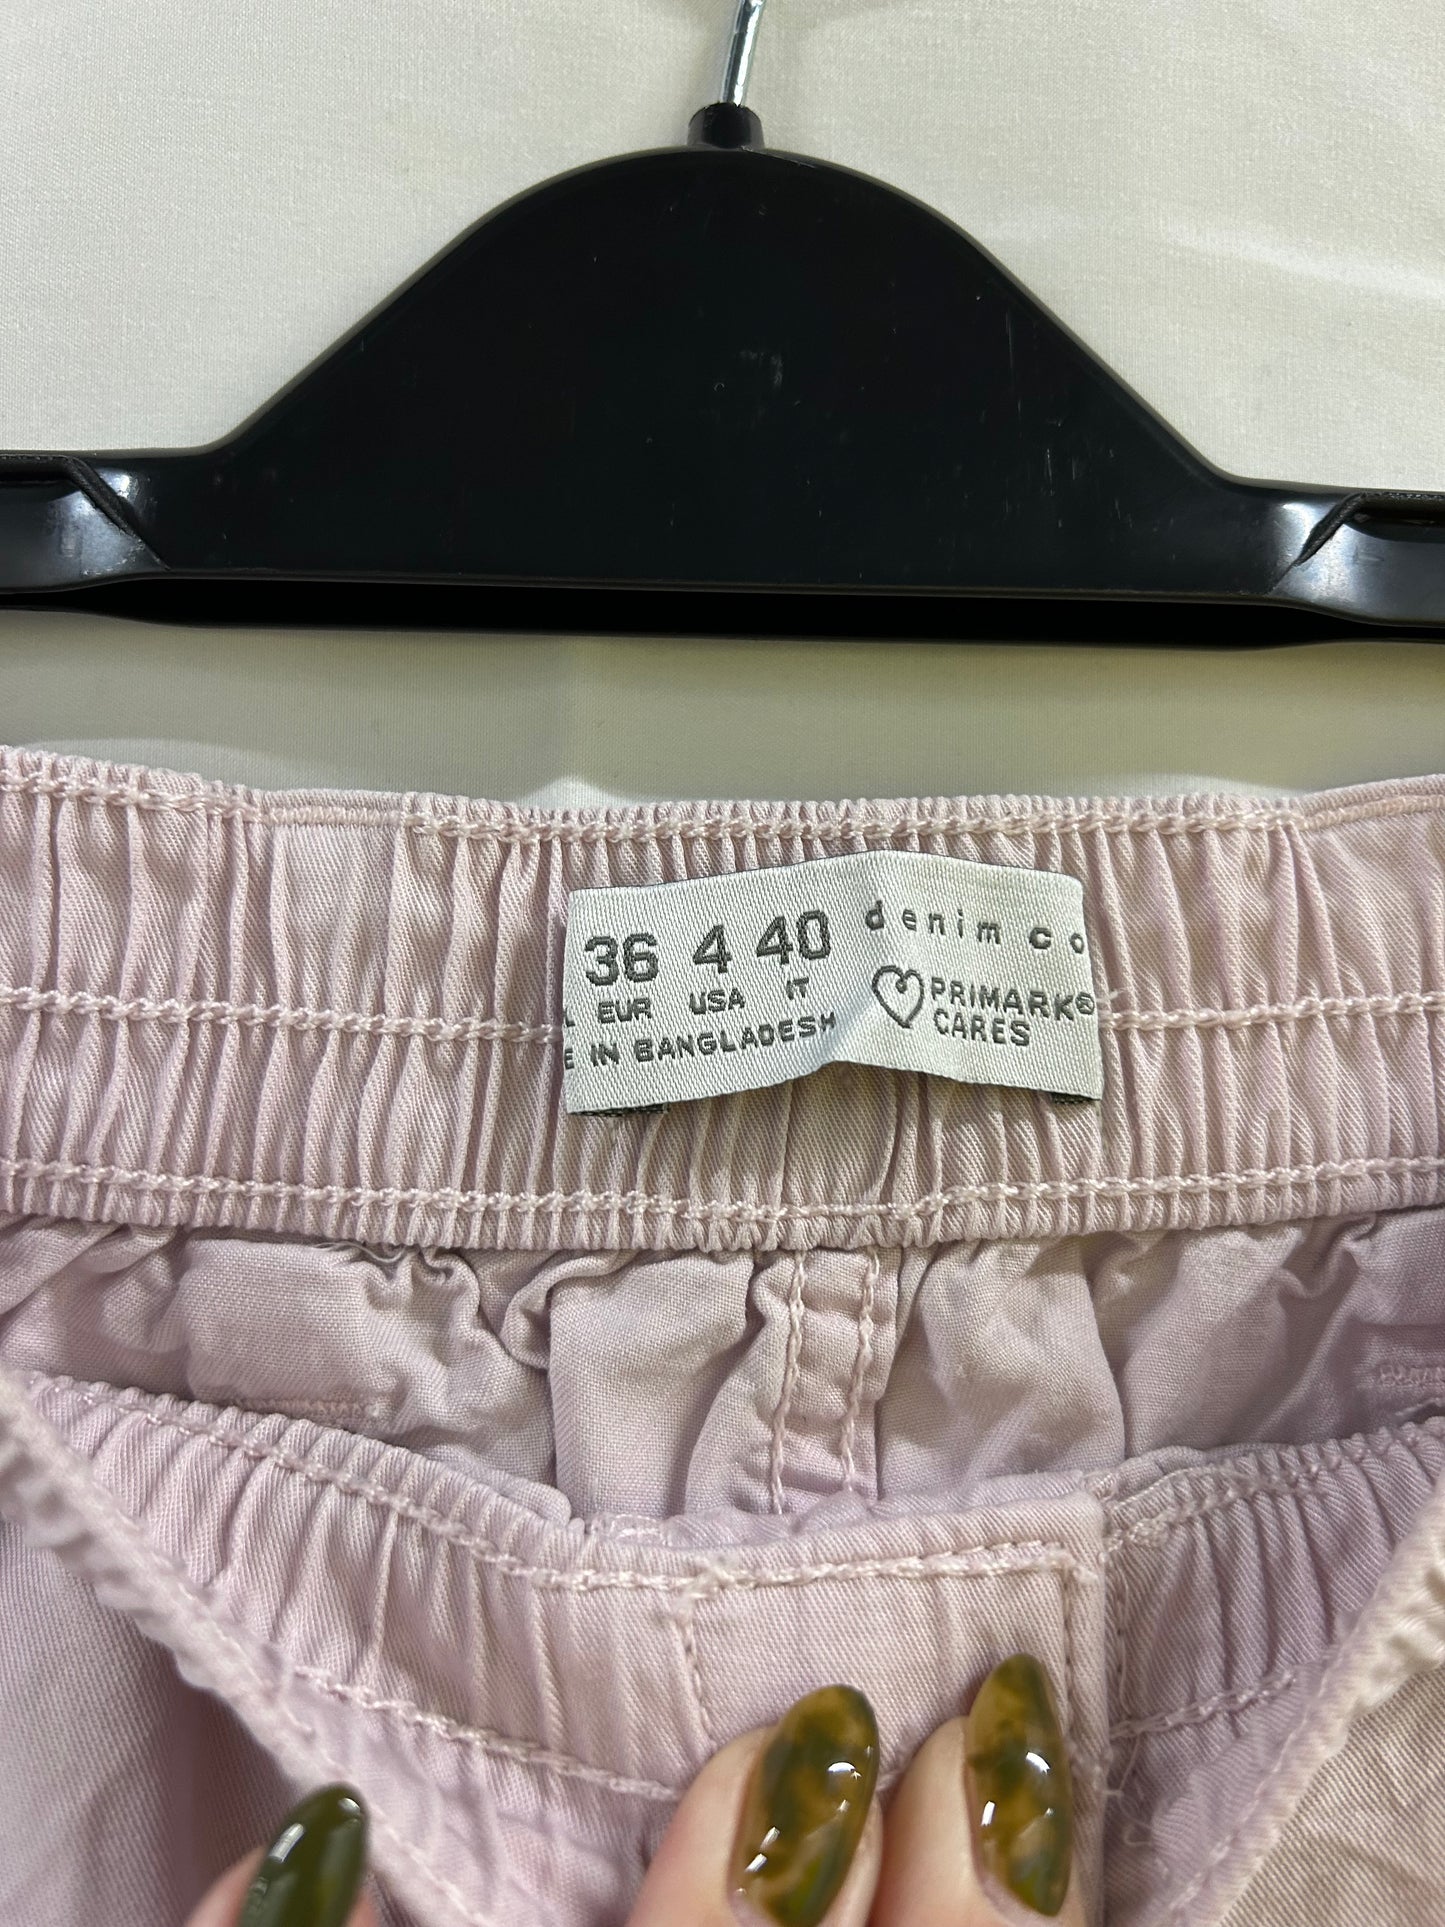 36 4 40
EUR USA IT
IN BANGLADESH
denim co
PRIMARK®
CARES